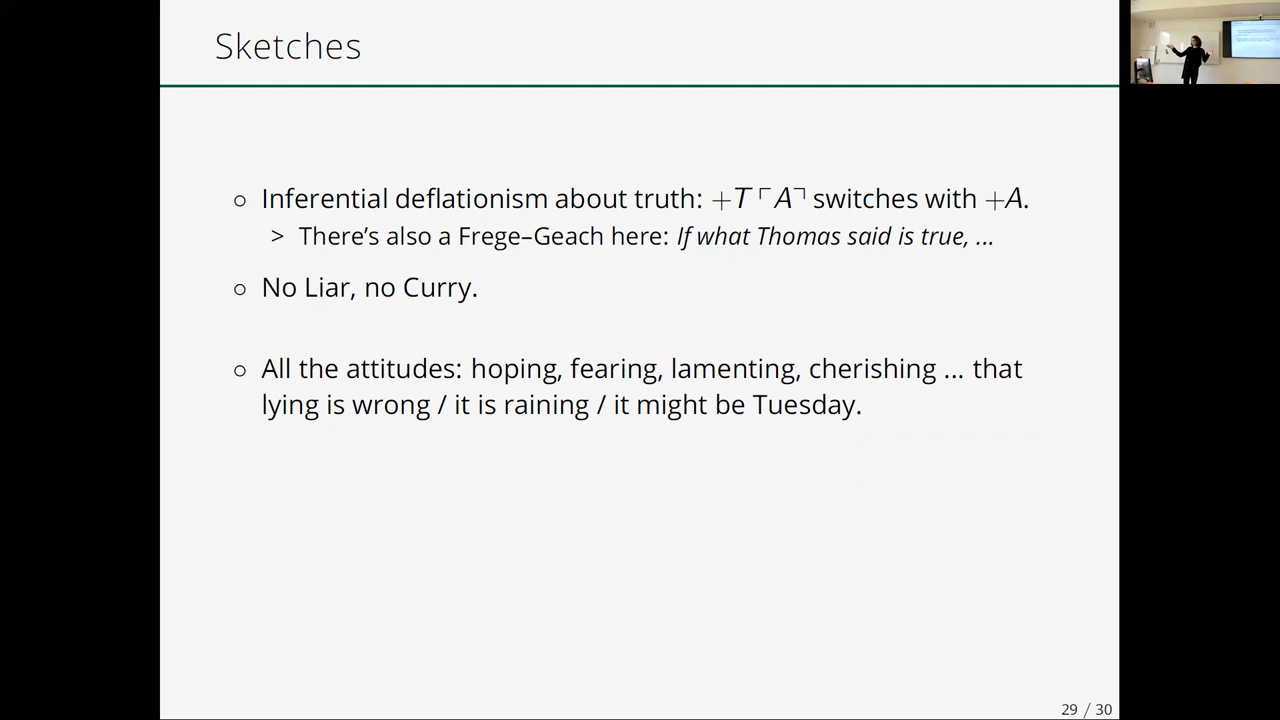 Sketches
○ Inferential deflationism about truth: +T⌜A⌝ switches with +A.
> There’s also a Frege–Geach here: If what Thomas said is true, ...
○ No Liar, no Curry.
○ All the attitudes: hoping, fearing, lamenting, cherishing ... that
lying is wrong / it is raining / it might be Tuesday.
29 / 30